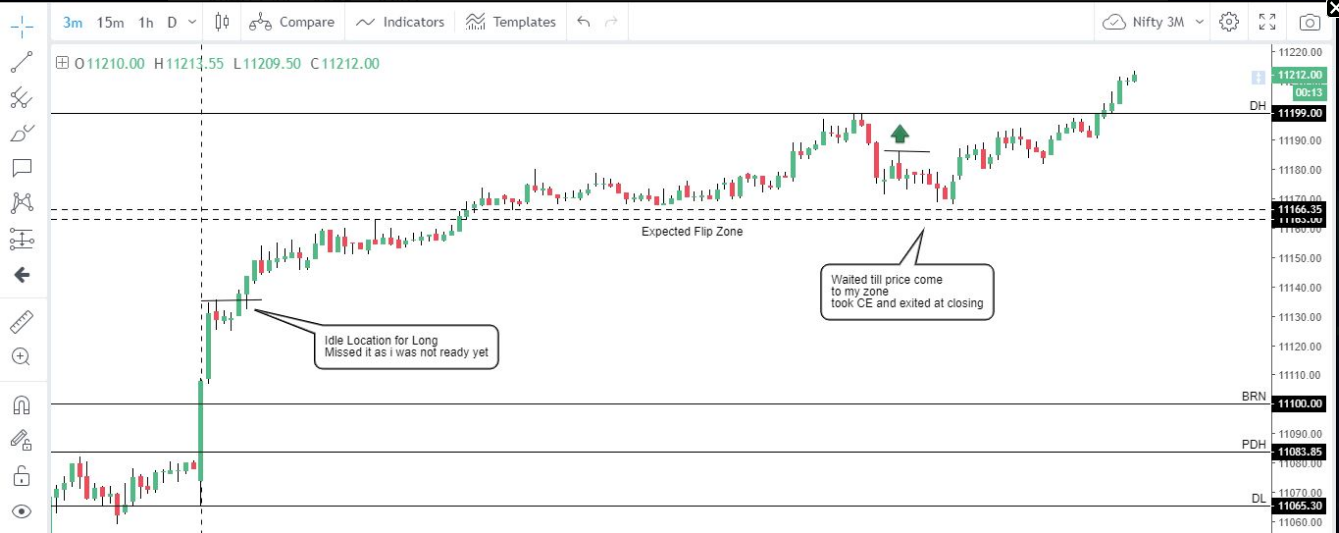 3m 15m 1h D Compare Indicators Templates Nifty 3M
O11210.00 H11213.55 L11209.50 C11212.00
11220.00
11212.00
00:13
DH 11199.00
11190.00
11180.00
11170.00
11166.35
11163.00
11160.00
Expected Flip Zone
11150.00
Waited till price come
to my zone
took CE and exited at closing
11140.00
11130.00
Idle Location for Long
Missed it as i was not ready yet
11120.00
11110.00
BRN 11100.00
11090.00
PDH 11083.85
11080.00
11070.00
DL 11065.30
11060.00